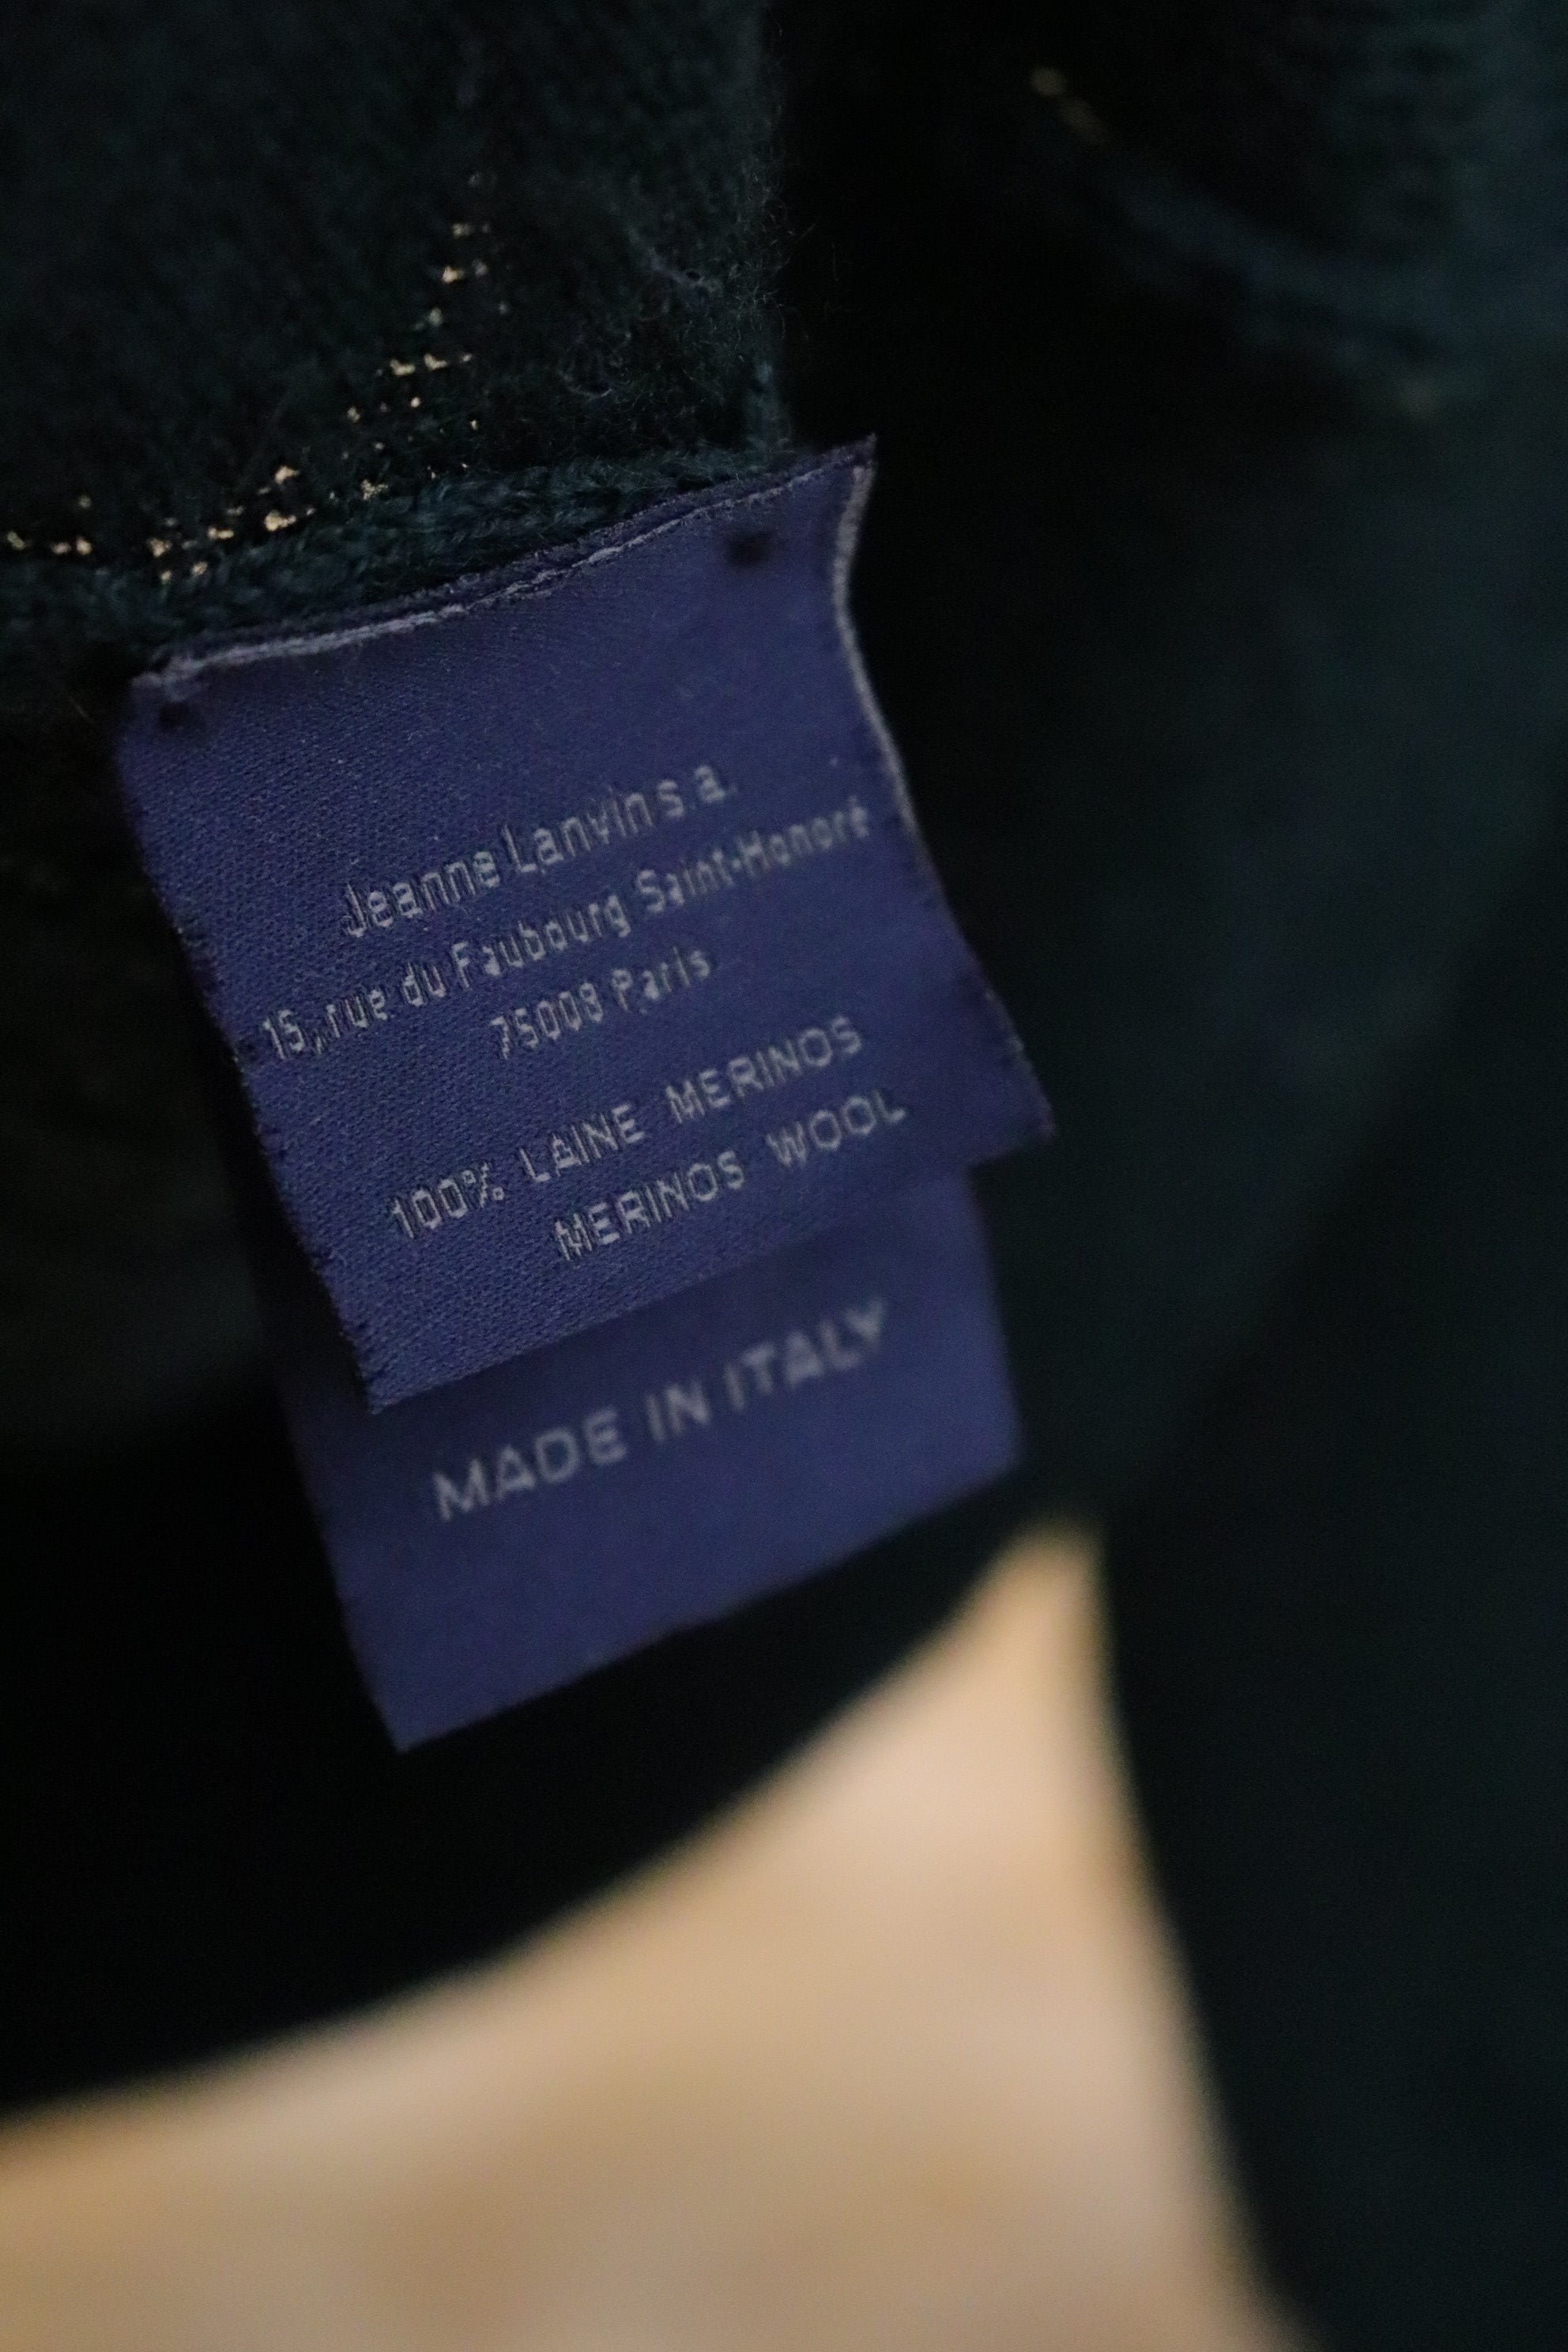 Jeanne Lanvin s.a.
15, rue du Faubourg Saint-Honoré
75008 Paris
100% LAINE MERINOS
MERINOS WOOL
MADE IN ITALY